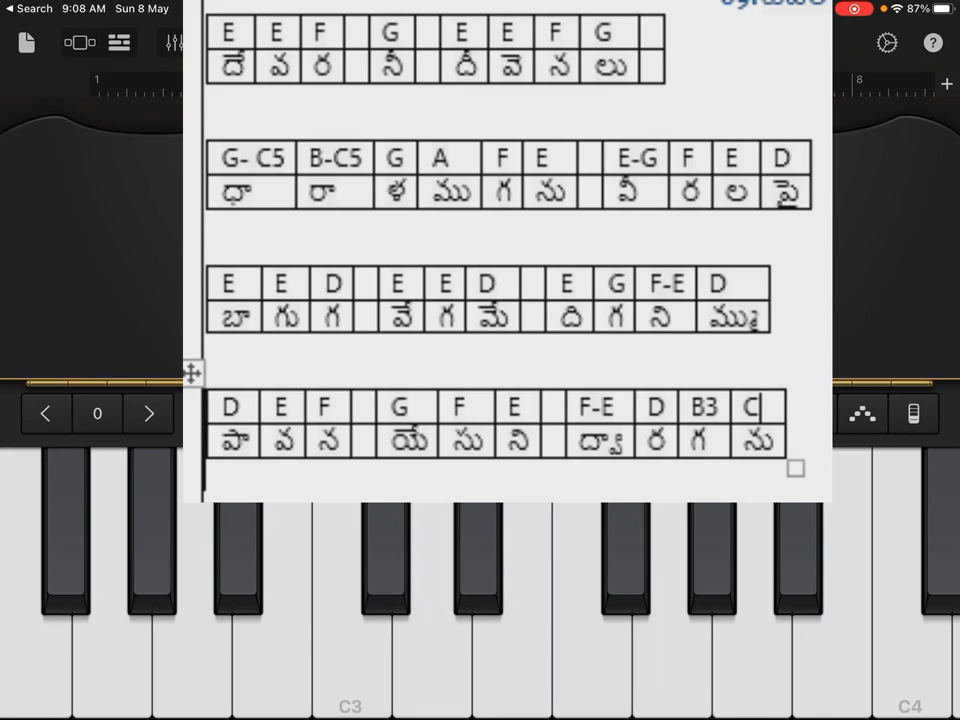 Search 9:08 AM Sun 8 May 87%
1 8
E E F G E E F G
దే వ ర నీ దీ వె న లు
G- C5 B-C5 G A F E E-G F E D
ధా రా ళ ము గ ను వీ ర ల పై
E E D E E D E G F-E D
బా గు గ వే గ మే ది గ ని మ్ము
D E F G F E F-E D B3 C
పా వ న యే సు ని ద్వా ర గ ను
0
C3 C4